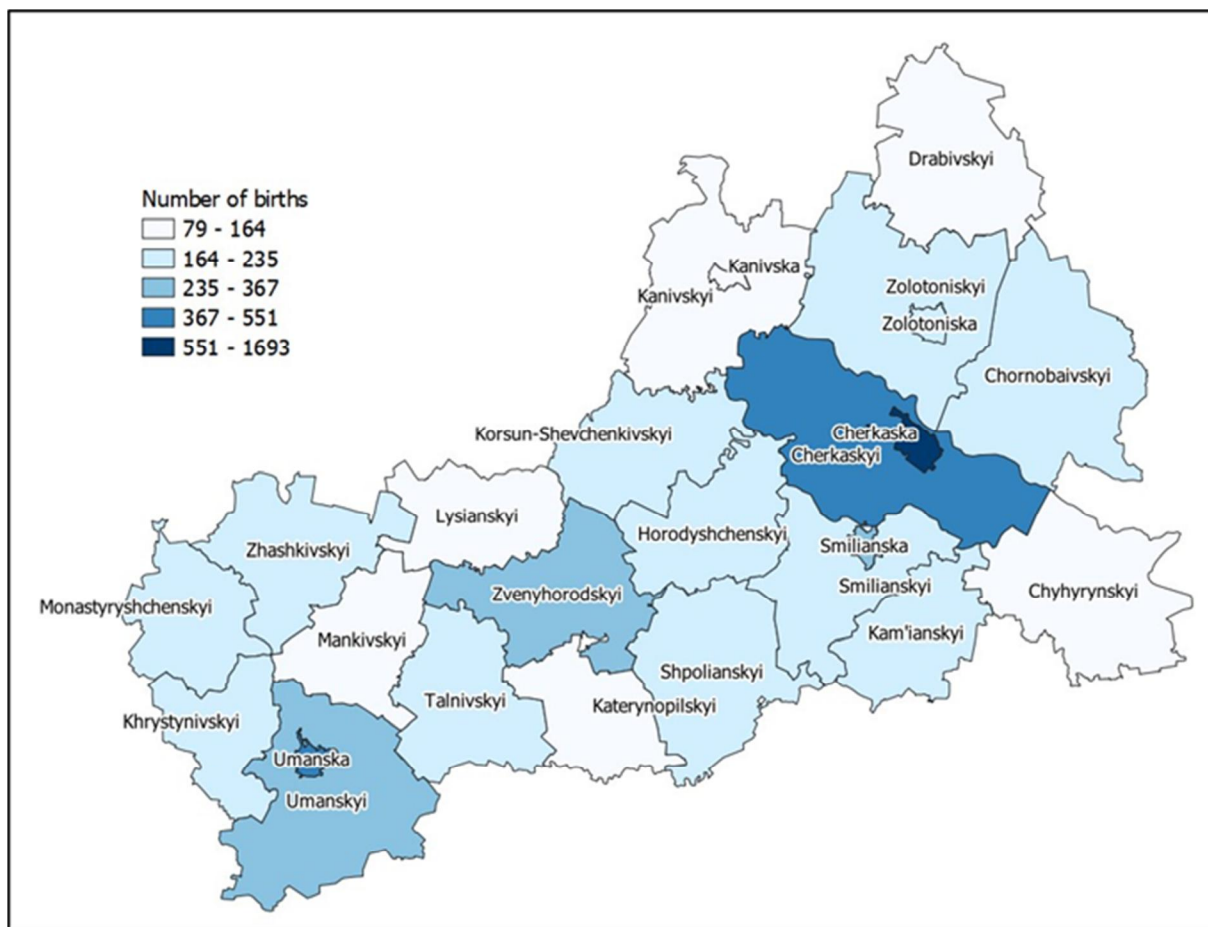 Number of births
79 - 164
164 - 235
235 - 367
367 - 551
551 - 1693
Drabivskyi
Kanivska
Kanivskyi
Zolotoniskyi
Zolotoniska
Chornobaivskyi
Korsun-Shevchenkivskyi
Cherkaska
Cherkaskyi
Lysianskyi
Horodyshchenskyi
Smilianska
Zhashkivskyi
Smilianskyi
Zvenyhorodskyi
Chyhyrynskyi
Monastyryshchenskyi
Mankivskyi
Kam'ianskyi
Shpolianskyi
Talnivskyi
Katerynopilskyi
Khrystynivskyi
Umanska
Umanskyi